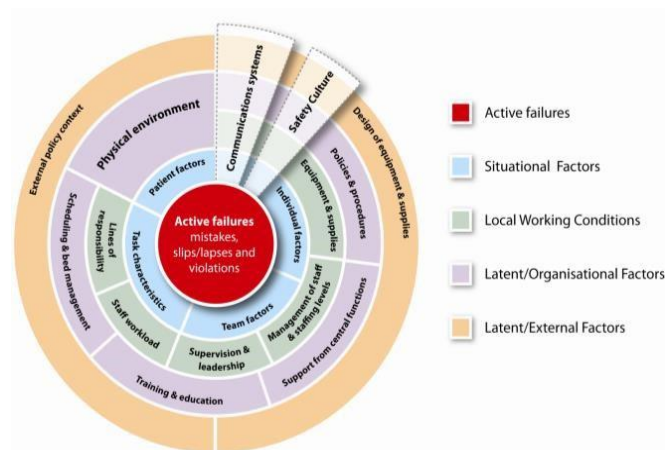 External policy context
Physical environment
Patient factors
Communications systems
Safety Culture
Design of equipment & supplies
Policies & procedures
Equipment & supplies
Individual factors
Active failures
mistakes,
slips/lapses and
violations
Scheduling & bed management
Lines of
responsibility
Task characteristics
Staff workload
Team factors
Supervision &
leadership
Management of staff
& staffing levels
Support from central functions
Training & education
Active failures
Situational Factors
Local Working Conditions
Latent/Organisational Factors
Latent/External Factors